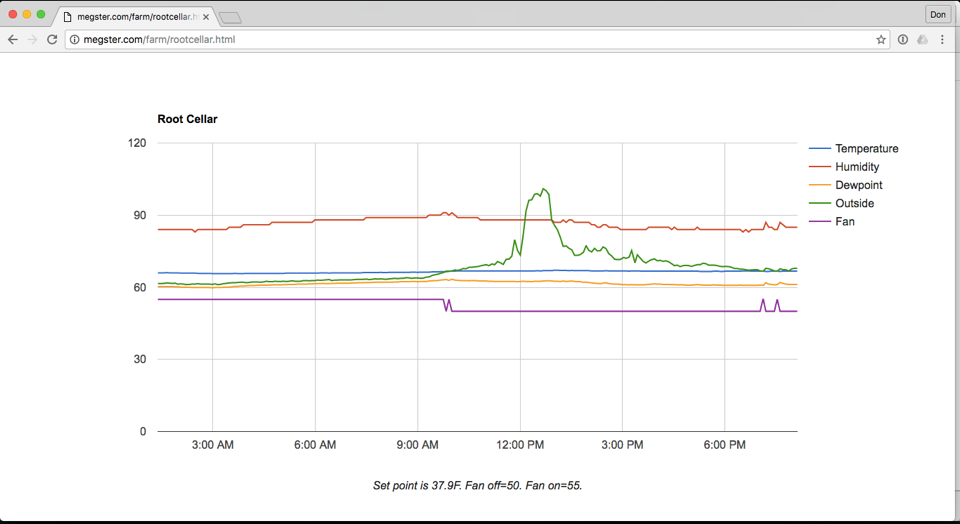 megster.com/farm/rootcellar.ht
Don
megster.com/farm/rootcellar.html
Root Cellar
120
90
60
30
0
3:00 AM
6:00 AM
9:00 AM
12:00 PM
3:00 PM
6:00 PM
Temperature
Humidity
Dewpoint
Outside
Fan
Set point is 37.9F. Fan off=50. Fan on=55.